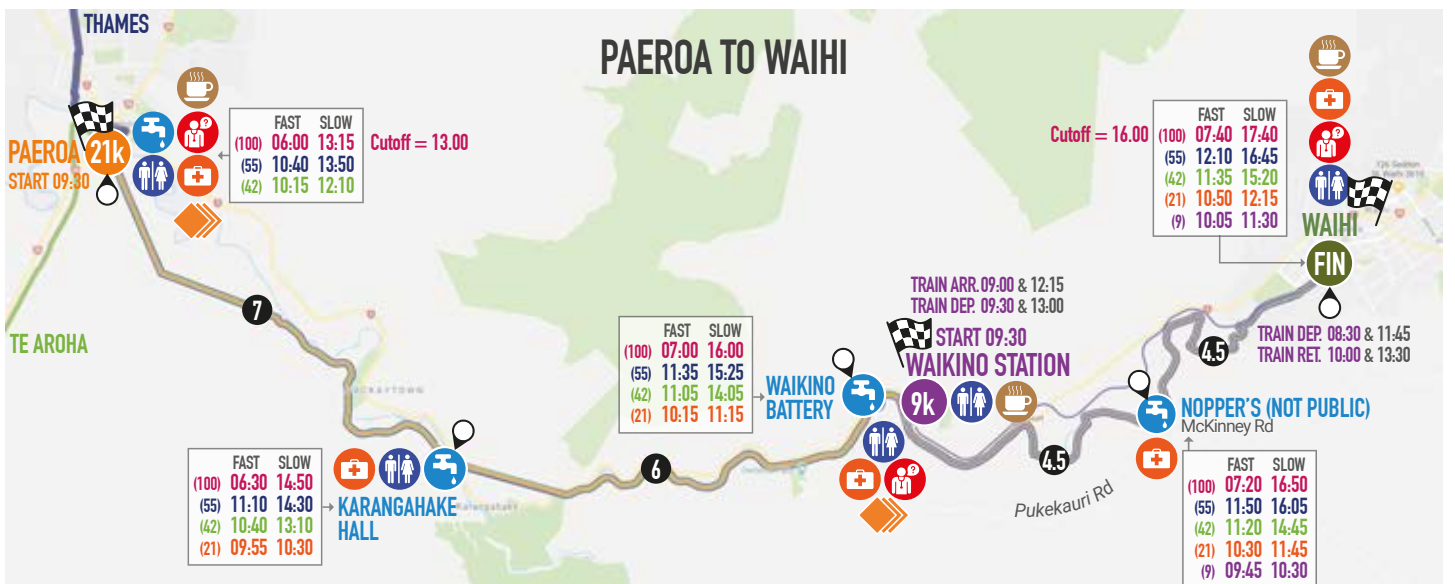 THAMES
PAEROA TO WAIHI
FAST SLOW
(100) 06:00 13:15
(55) 10:40 13:50
(42) 10:15 12:10
Cutoff = 13.00
PAEROA
START 09:30
21k
7
TE AROHA
FAST SLOW
(100) 06:30 14:50
(55) 11:10 14:30
(42) 10:40 13:10
(21) 09:55 10:30
KARANGAHAKE
HALL
Karangahake
6
FAST SLOW
(100) 07:00 16:00
(55) 11:35 15:25
(42) 11:05 14:05
(21) 10:15 11:15
WAIKINO
BATTERY
TRAIN ARR. 09:00 & 12:15
TRAIN DEP. 09:30 & 13:00
START 09:30
WAIKINO STATION
9k
4.5
Pukekauri Rd
Cutoff = 16.00
FAST SLOW
(100) 07:40 17:40
(55) 12:10 16:45
(42) 11:35 15:20
(21) 10:50 12:15
(9) 10:05 11:30
?
WAIHI
FIN
TRAIN DEP. 08:30 & 11:45
TRAIN RET. 10:00 & 13:30
4.5
NOPPER'S (NOT PUBLIC)
McKinney Rd
FAST SLOW
(100) 07:20 16:50
(55) 11:50 16:05
(42) 11:20 14:45
(21) 10:30 11:45
(9) 09:45 10:30